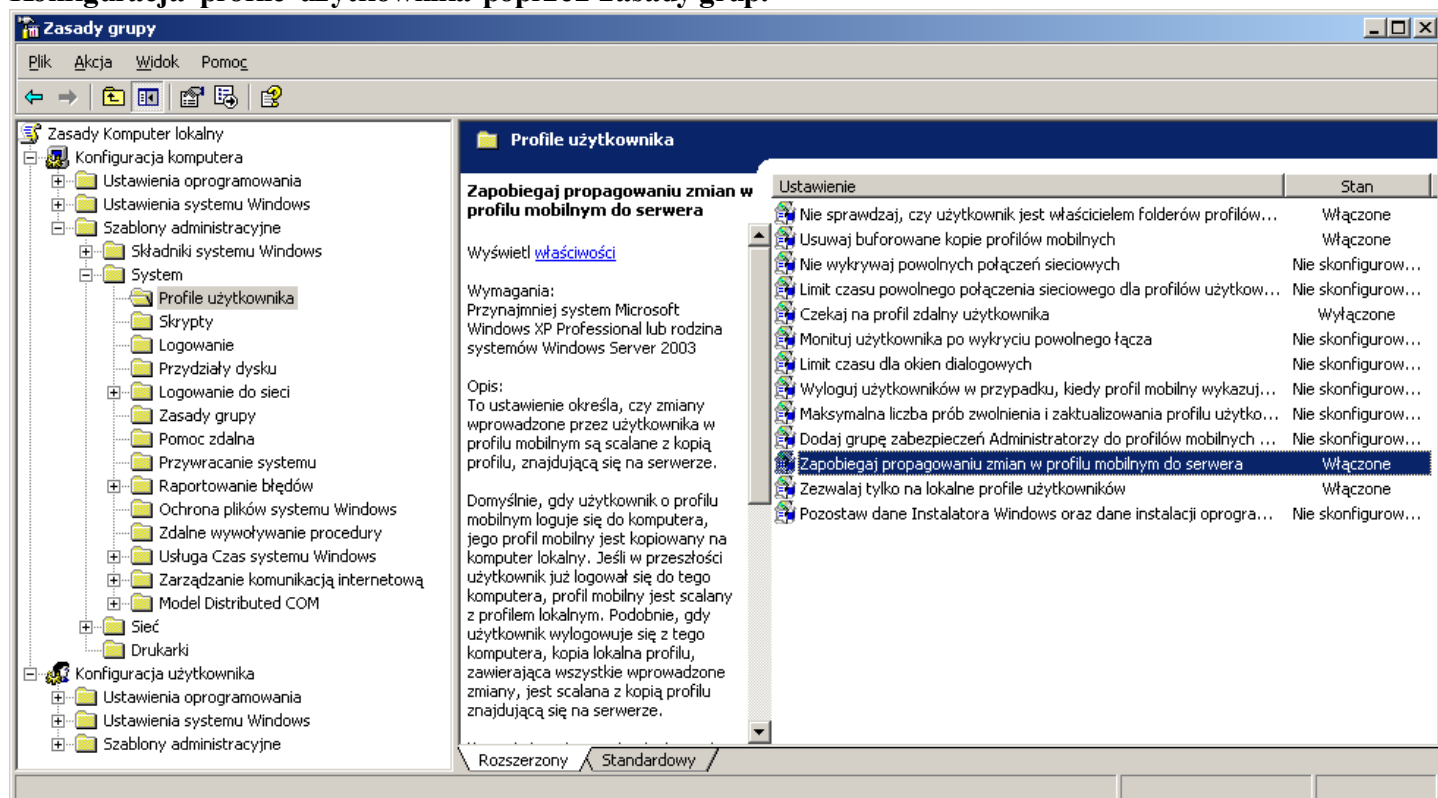 Konfiguracja profile użytkownika poprzez zasady grup.
Zasady grupy
Plik Akcja Widok Pomoc
Zasady Komputer lokalny
Konfiguracja komputera
Ustawienia oprogramowania
Ustawienia systemu Windows
Szablony administracyjne
Składniki systemu Windows
System
Profile użytkownika
Skrypty
Logowanie
Przydziały dysku
Logowanie do sieci
Zasady grupy
Pomoc zdalna
Przywracanie systemu
Raportowanie błędów
Ochrona plików systemu Windows
Zdalne wywoływanie procedury
Usługa Czas systemu Windows
Zarządzanie komunikacją internetową
Model Distributed COM
Sieć
Drukarki
Konfiguracja użytkownika
Ustawienia oprogramowania
Ustawienia systemu Windows
Szablony administracyjne
Profile użytkownika
Zapobiegaj propagowaniu zmian w
profilu mobilnym do serwera
Wyświetl właściwości
Wymagania:
Przynajmniej system Microsoft
Windows XP Professional lub rodzina
systemów Windows Server 2003
Opis:
To ustawienie określa, czy zmiany
wprowadzone przez użytkownika w
profilu mobilnym są scalane z kopią
profilu, znajdującą się na serwerze.
Domyślnie, gdy użytkownik o profilu
mobilnym loguje się do komputera,
jego profil mobilny jest kopiowany na
komputer lokalny. Jeśli w przeszłości
użytkownik już logował się do tego
komputera, profil mobilny jest scalany
z profilem lokalnym. Podobnie, gdy
użytkownik wylogowuje się z tego
komputera, kopia lokalna profilu,
zawierająca wszystkie wprowadzone
zmiany, jest scalana z kopią profilu
znajdującą się na serwerze.
Ustawienie Stan
Nie sprawdzaj, czy użytkownik jest właścicielem folderów profilów... Włączone
Usuwaj buforowane kopie profilów mobilnych Włączone
Nie wykrywaj powolnych połączeń sieciowych Nie skonfigurow...
Limit czasu powolnego połączenia sieciowego dla profilów użytkow... Nie skonfigurow...
Czekaj na profil zdalny użytkownika Wyłączone
Monituj użytkownika po wykryciu powolnego łącza Nie skonfigurow...
Limit czasu dla okien dialogowych Nie skonfigurow...
Wyloguj użytkowników w przypadku, kiedy profil mobilny wykazuj... Nie skonfigurow...
Maksymalna liczba prób zwolnienia i zaktualizowania profilu użytko... Nie skonfigurow...
Dodaj grupę zabezpieczeń Administratorzy do profilów mobilnych ... Nie skonfigurow...
Zapobiegaj propagowaniu zmian w profilu mobilnym do serwera Włączone
Zezwalaj tylko na lokalne profile użytkowników Włączone
Pozostaw dane Instalatora Windows oraz dane instalacji oprogra... Nie skonfigurow...
Rozszerzony Standardowy